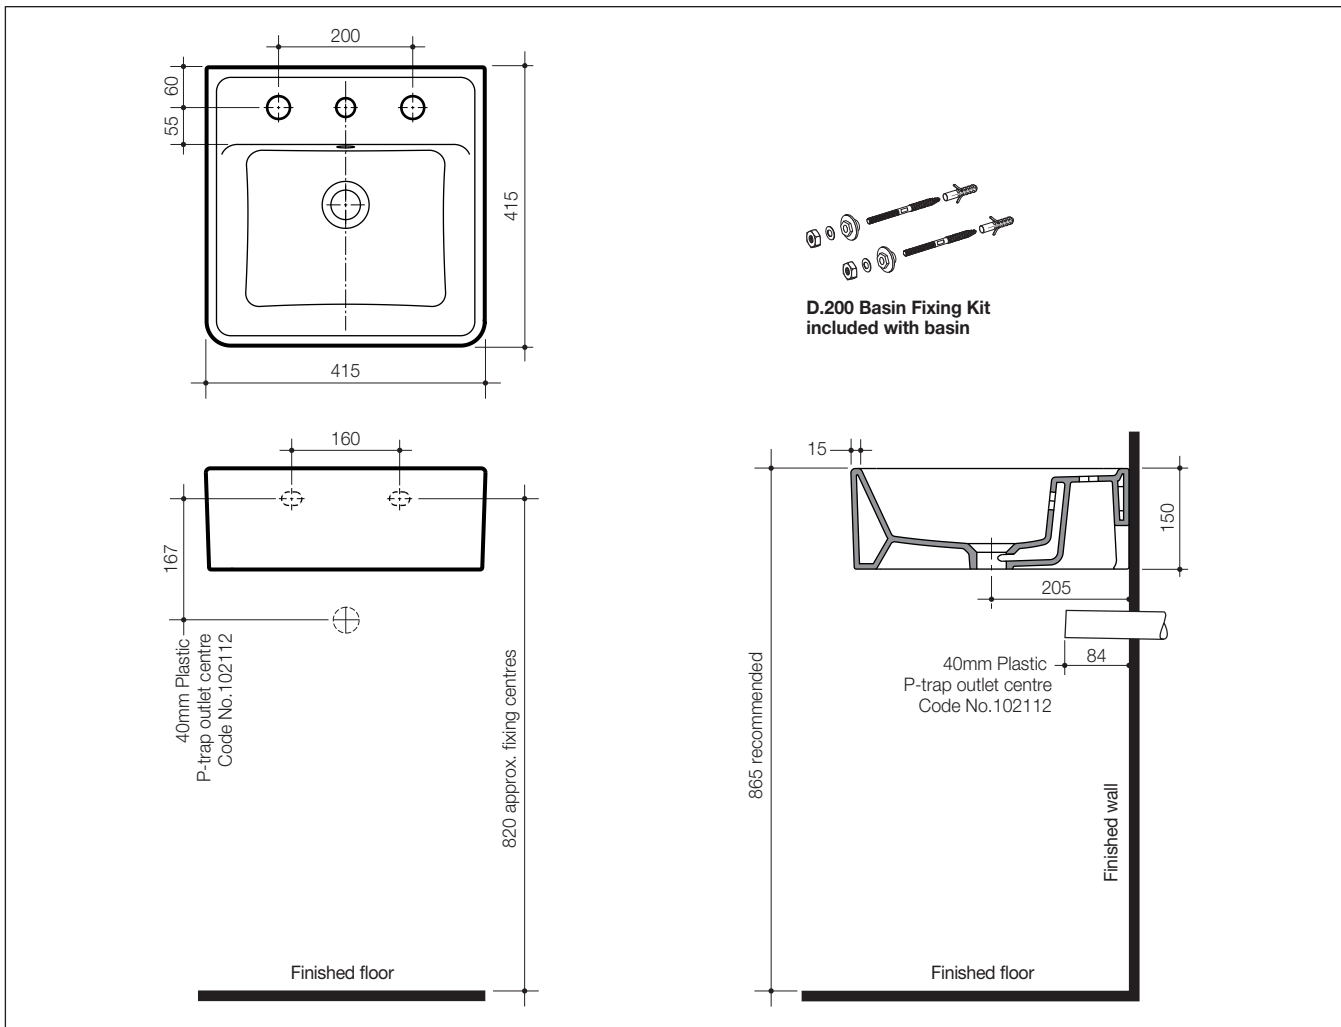 200
60
55
415
415
D.200 Basin Fixing Kit
included with basin
160
167
40mm Plastic
P-trap outlet centre
Code No.102112
820 approx. fixing centres
Finished floor
15
150
205
84
40mm Plastic
P-trap outlet centre
Code No.102112
865 recommended
Finished wall
Finished floor